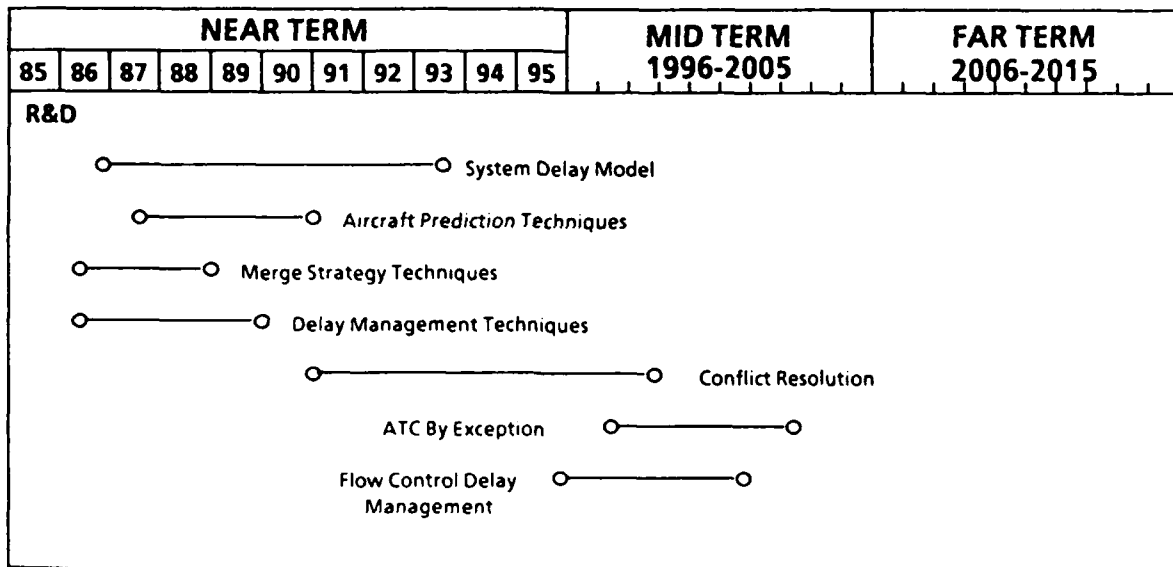 NEAR TERM
MID TERM
1996-2005
FAR TERM
2006-2015
85 86 87 88 89 90 91 92 93 94 95
R&D
System Delay Model
Aircraft Prediction Techniques
Merge Strategy Techniques
Delay Management Techniques
Conflict Resolution
ATC By Exception
Flow Control Delay
Management